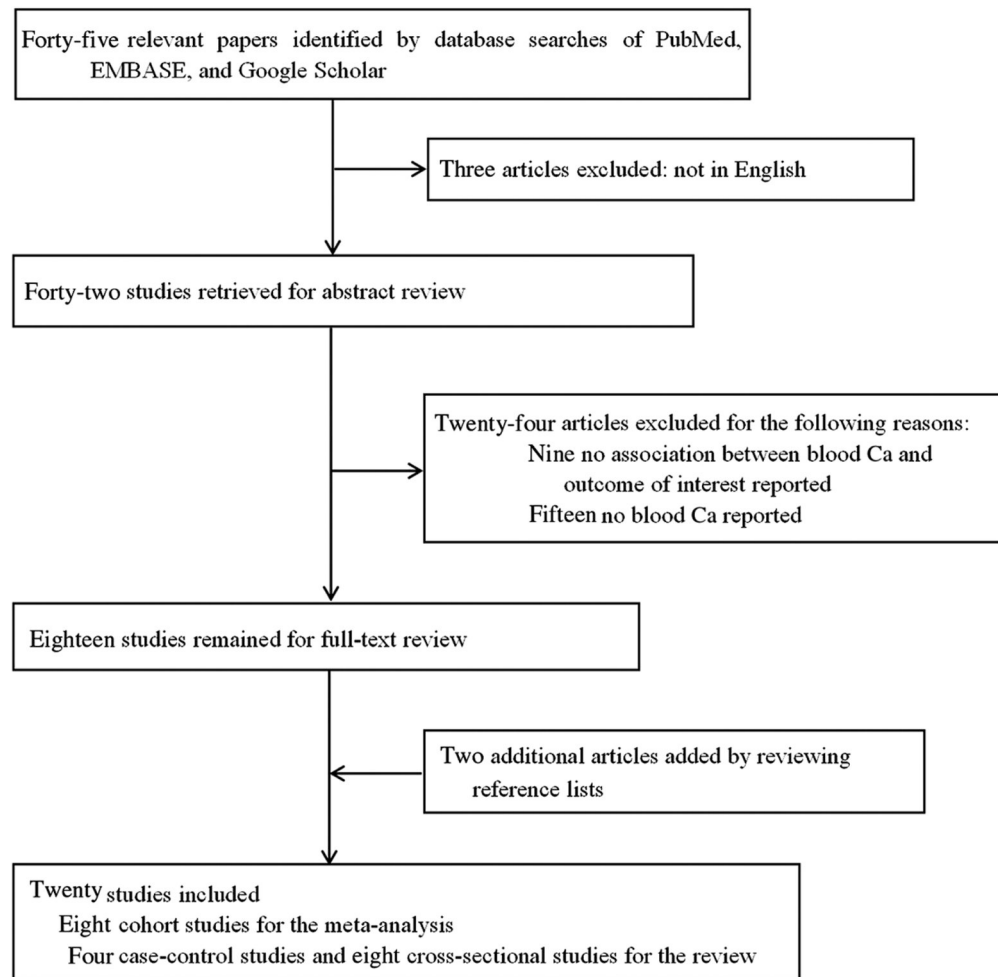 Forty-five relevant papers identified by database searches of PubMed,
EMBASE, and Google Scholar
Three articles excluded: not in English
Forty-two studies retrieved for abstract review
Twenty-four articles excluded for the following reasons:
Nine no association between blood Ca and
outcome of interest reported
Fifteen no blood Ca reported
Eighteen studies remained for full-text review
Two additional articles added by reviewing
reference lists
Twenty studies included
Eight cohort studies for the meta-analysis
Four case-control studies and eight cross-sectional studies for the review